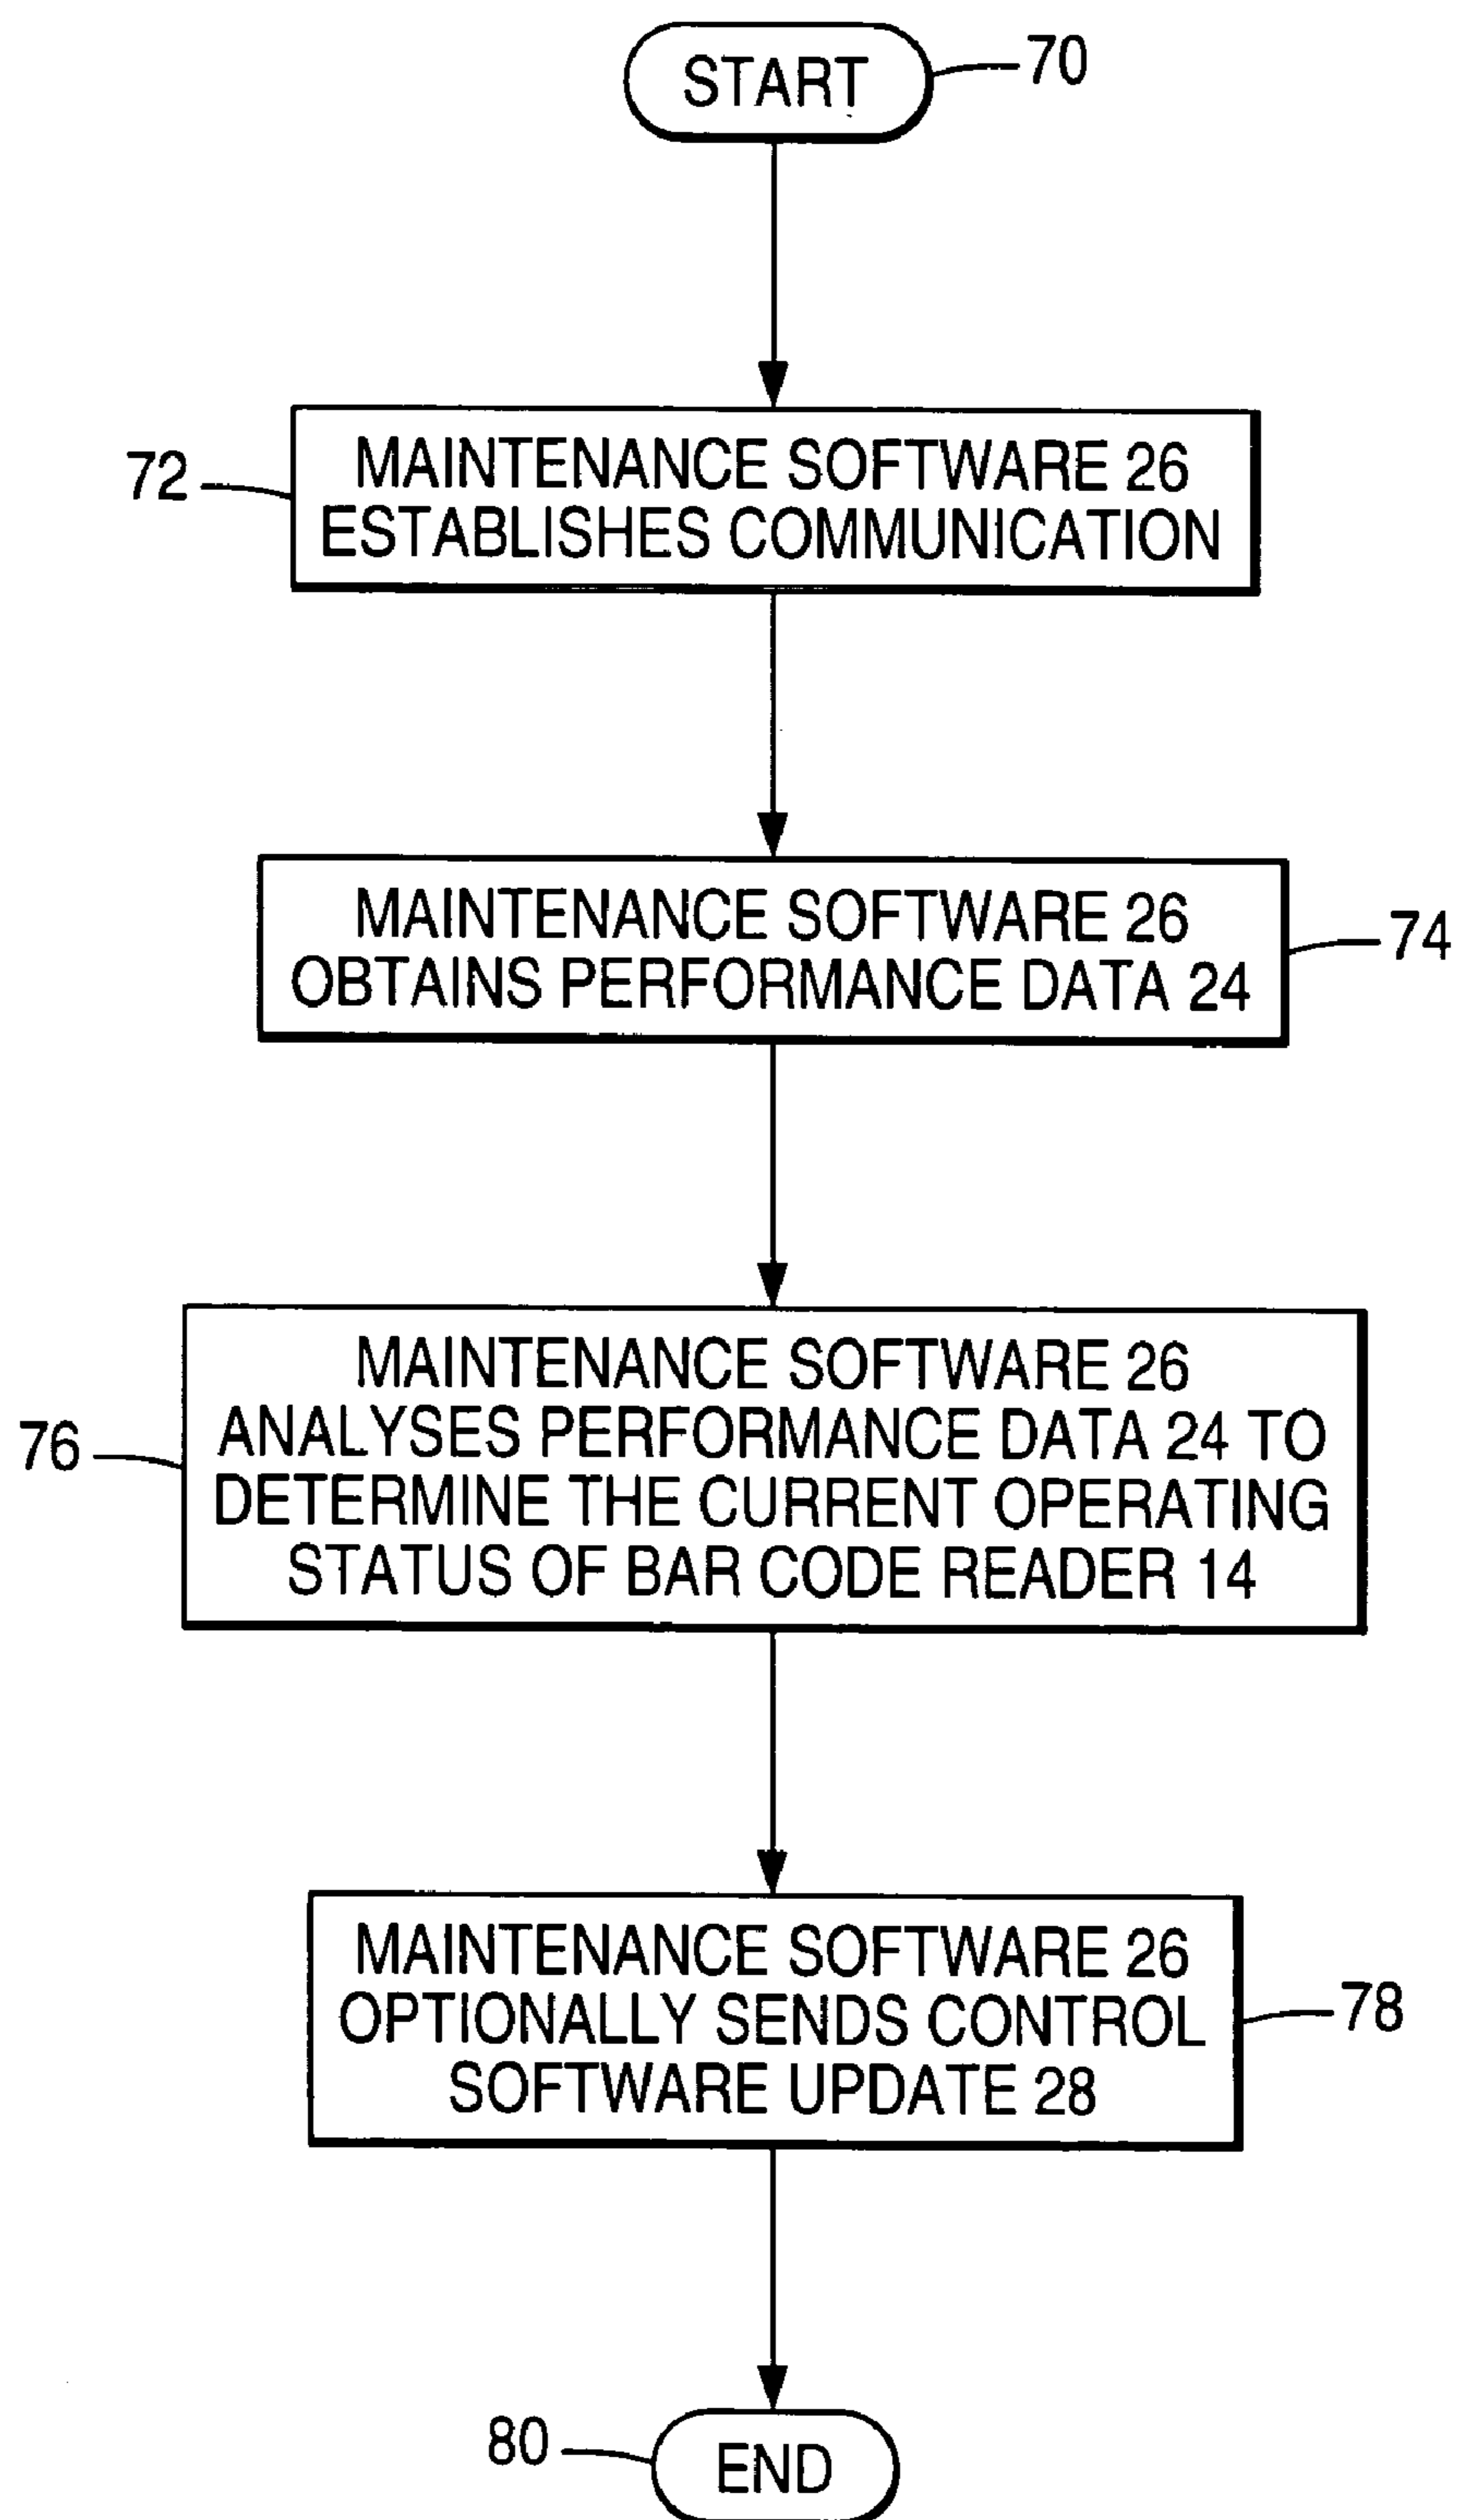 START
70
72
MAINTENANCE SOFTWARE 26
ESTABLISHES COMMUNICATION
MAINTENANCE SOFTWARE 26
OBTAINS PERFORMANCE DATA 24
74
76
MAINTENANCE SOFTWARE 26
ANALYSES PERFORMANCE DATA 24 TO
DETERMINE THE CURRENT OPERATING
STATUS OF BAR CODE READER 14
MAINTENANCE SOFTWARE 26
OPTIONALLY SENDS CONTROL
SOFTWARE UPDATE 28
78
80
END